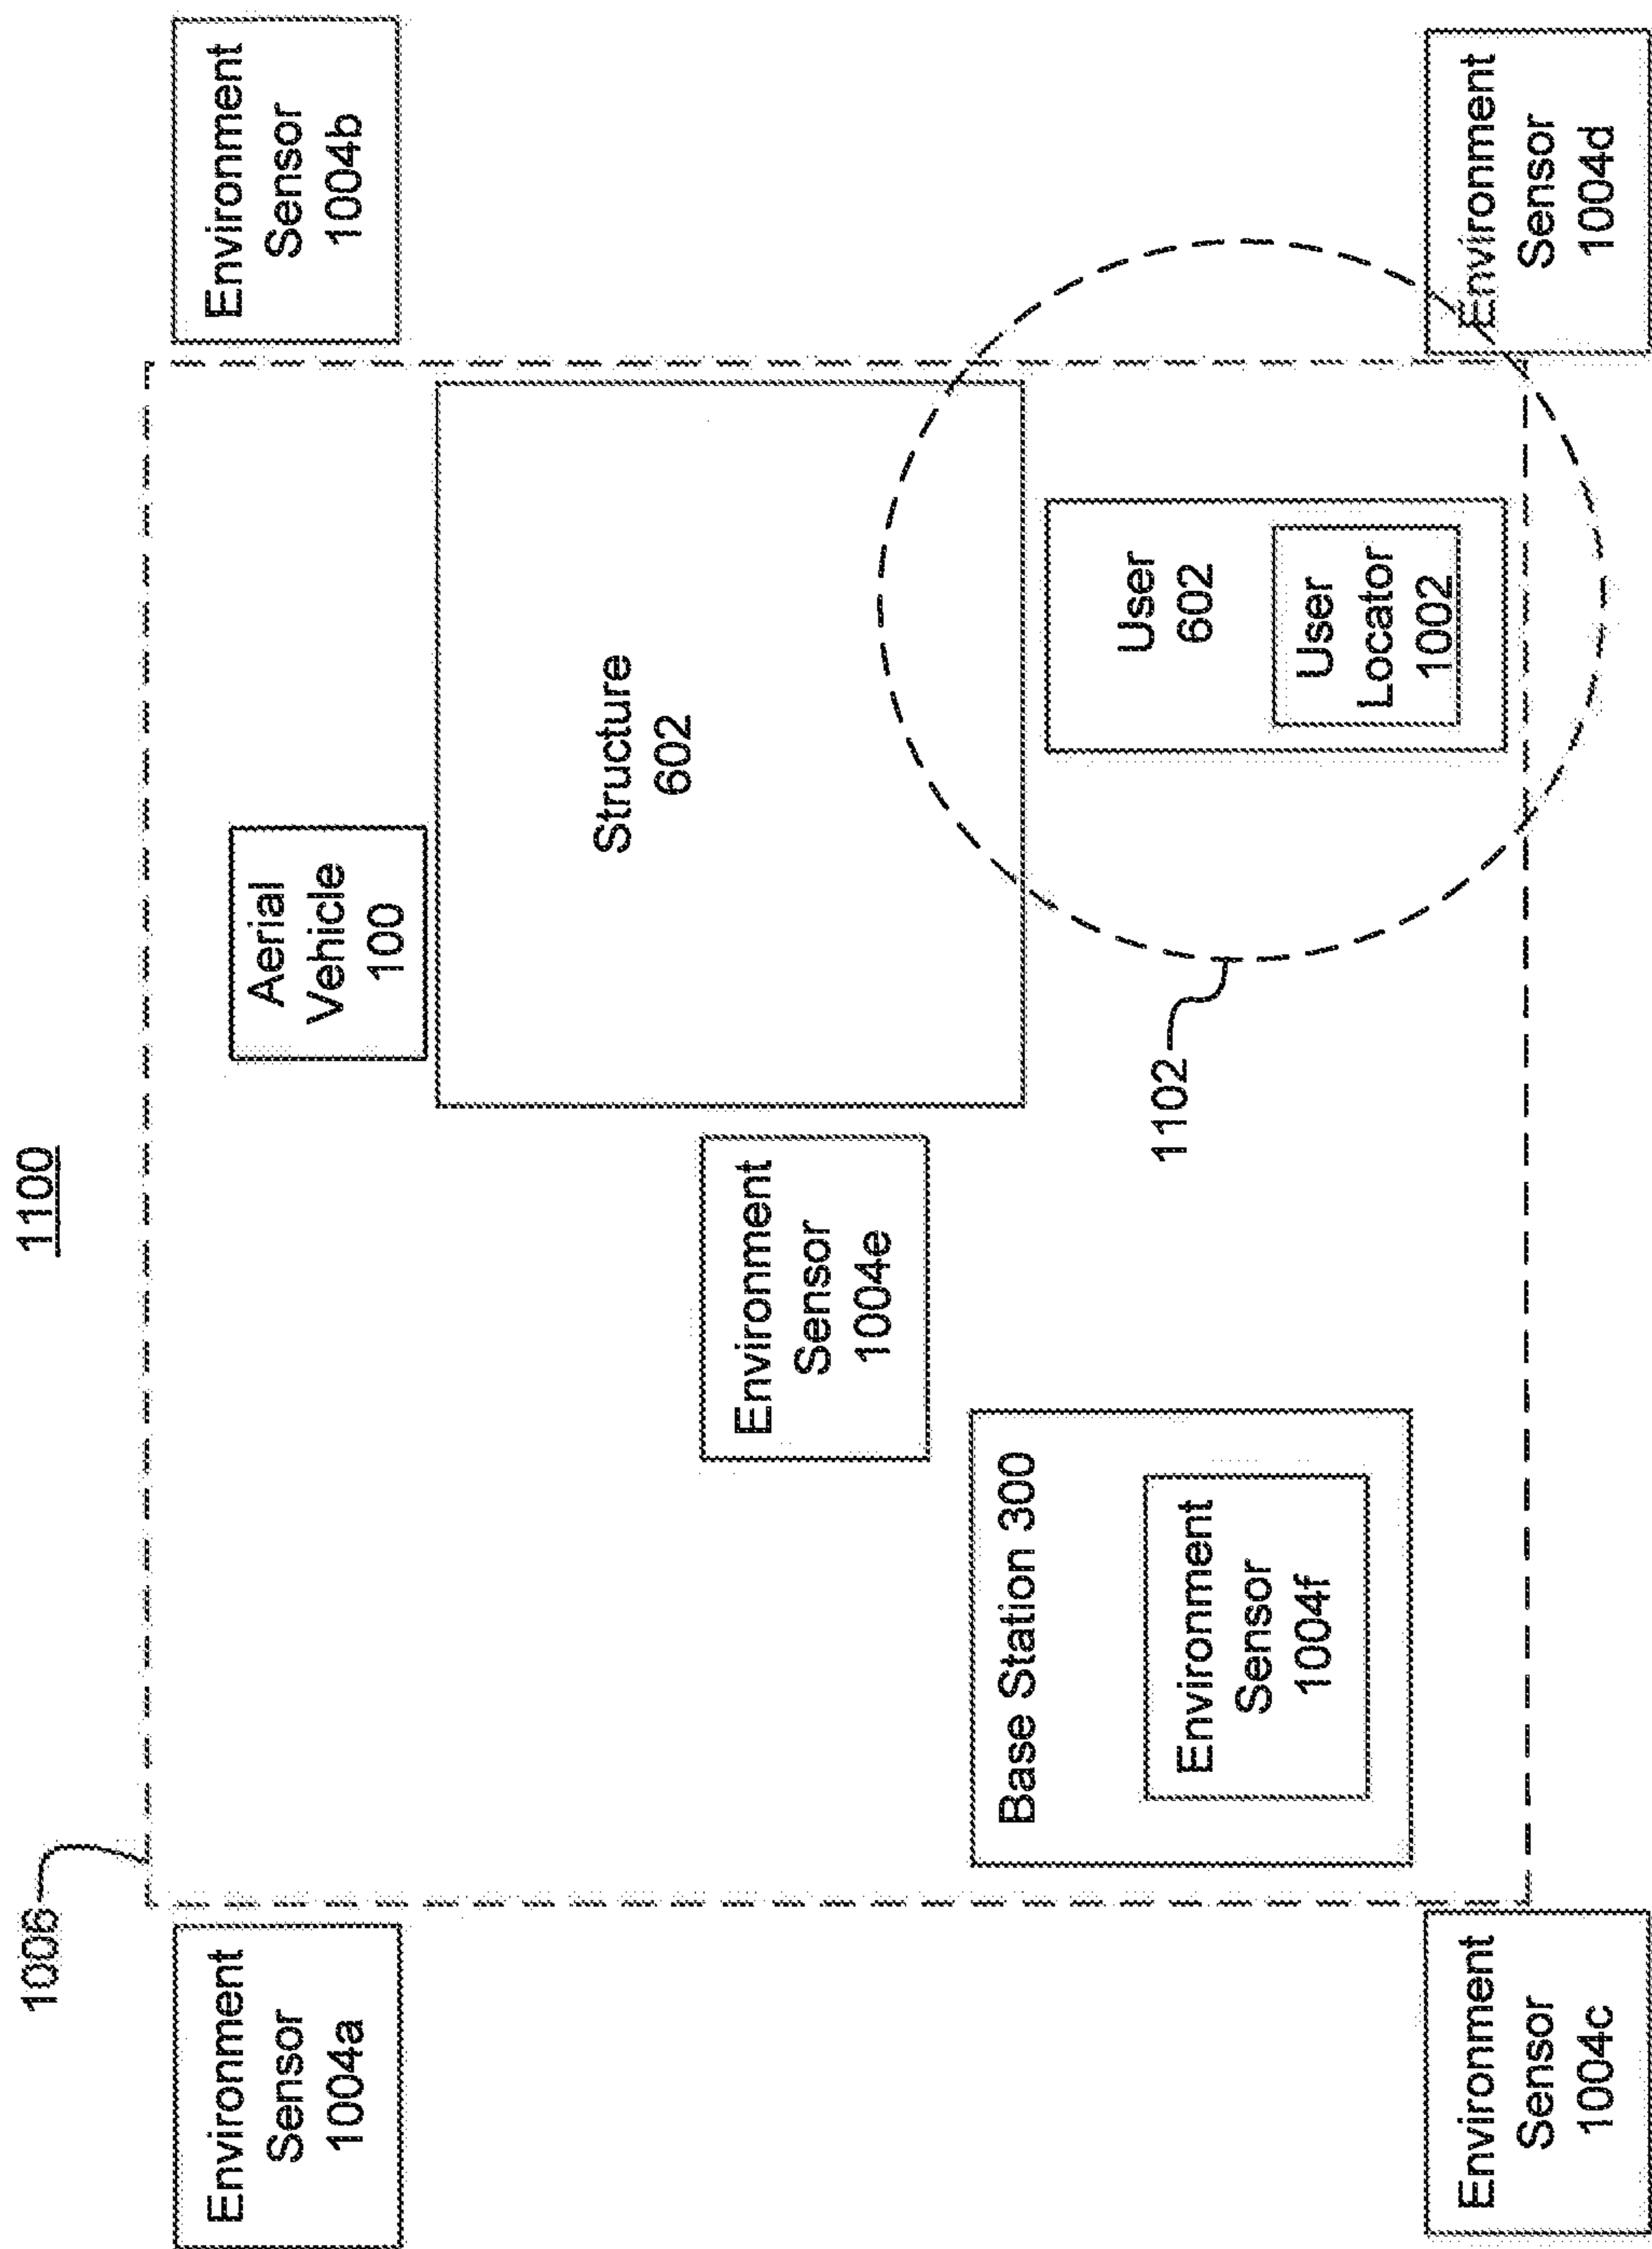 1100
1006
Environment
Sensor
1004a
Environment
Sensor
1004b
Aerial
Vehicle
100
Structure
602
Environment
Sensor
1004e
Base Station 300
Environment
Sensor
1004f
1102
User
602
User
Locator
1002
Environment
Sensor
1004c
Environment
Sensor
1004d